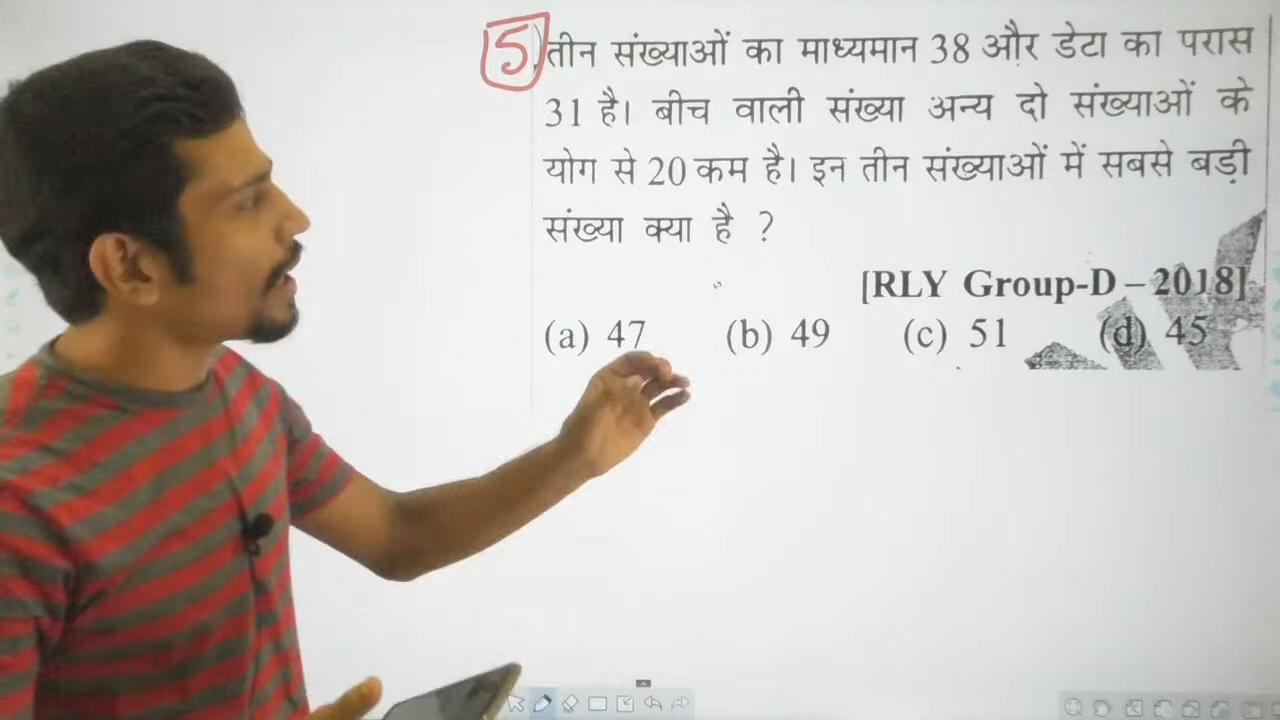 5) तीन संख्याओं का माध्यमान 38 और डेटा का परास
31 है। बीच वाली संख्या अन्य दो संख्याओं के
योग से 20 कम है। इन तीन संख्याओं में सबसे बड़ी
संख्या क्या है ?
[RLY Group-D – 2018]
(a) 47 (b) 49 (c) 51 (d) 45